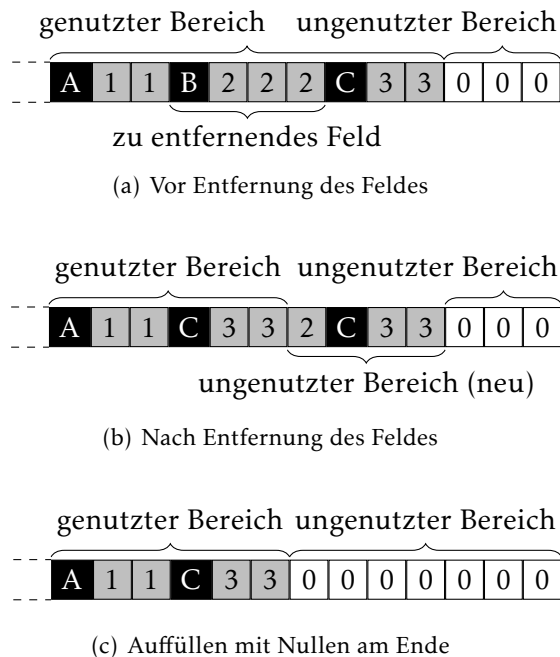 genutzter Bereich ungenutzter Bereich
A 1 1 B 2 2 2 C 3 3 0 0 0
zu entfernendes Feld
(a) Vor Entfernung des Feldes
genutzter Bereich ungenutzter Bereich
A 1 1 C 3 3 2 C 3 3 0 0 0
ungenutzter Bereich (neu)
(b) Nach Entfernung des Feldes
genutzter Bereich ungenutzter Bereich
A 1 1 C 3 3 0 0 0 0 0 0 0
(c) Auffüllen mit Nullen am Ende